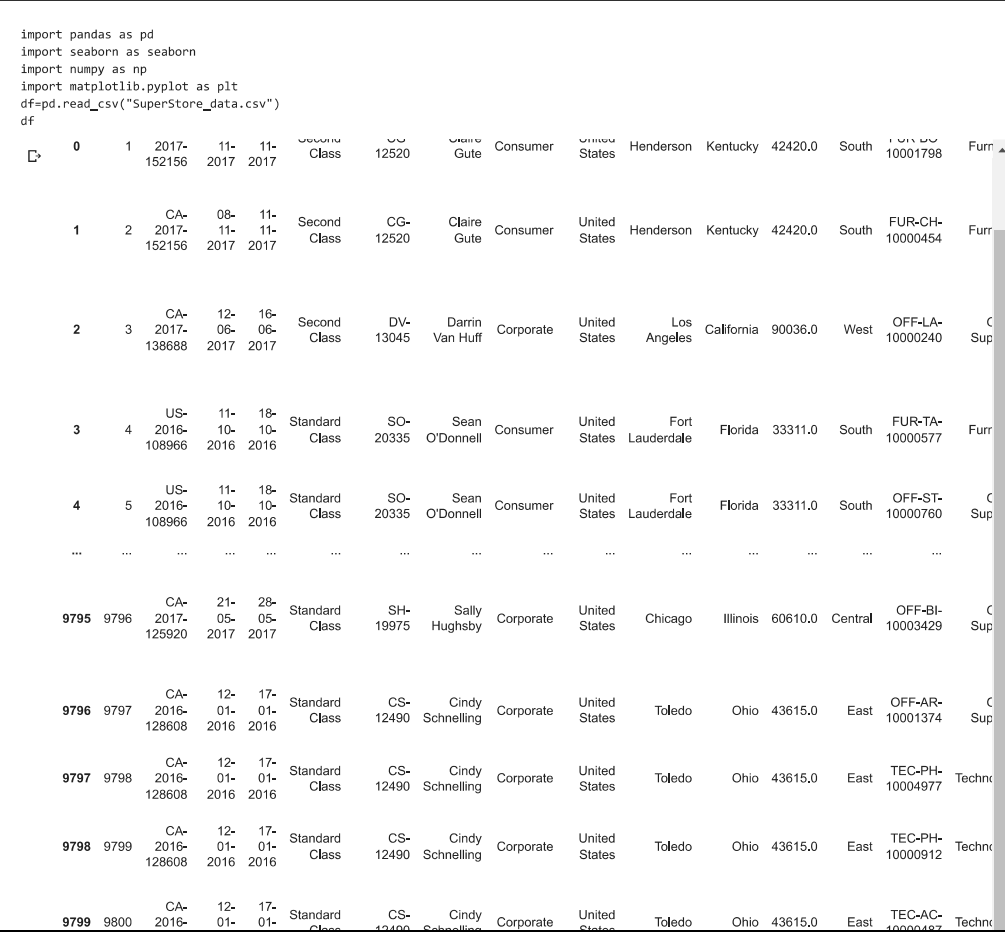 import pandas as pd
import seaborn as seaborn
import numpy as np
import matplotlib.pyplot as plt
df=pd.read_csv("SuperStore_data.csv")
df
0 1 2017- 11- 11- Class 12520 Gute Consumer States Henderson Kentucky 42420.0 South 10001798 Furn
152156 2017 2017
CA- 08- 11-
1 2 2017- 11- 11- Second CG- Claire Consumer United Henderson Kentucky 42420.0 South FUR-CH- Furr
152156 2017 2017 Class 12520 Gute States 10000454
CA- 12- 16-
2 3 2017- 06- 06- Second DV- Darrin Corporate United Los California 90036.0 West OFF-LA-
138688 2017 2017 Class 13045 Van Huff States Angeles 10000240 Sup
US- 11- 18-
3 4 2016- 10- 10- Standard SO- Sean Consumer United Fort Florida 33311.0 South FUR-TA- Furr
108966 2016 2016 Class 20335 O'Donnell States Lauderdale 10000577
US- 11- 18-
4 5 2016- 10- 10- Standard SO- Sean Consumer United Fort Florida 33311.0 South OFF-ST-
108966 2016 2016 Class 20335 O'Donnell States Lauderdale 10000760 Sup
... ... ... ... ... ... ... ... ... ... ... ... ... ... ...
CA- 21- 28-
9795 9796 2017- 05- 05- Standard SH- Sally Corporate United Chicago Illinois 60610.0 Central OFF-BI-
125920 2017 2017 Class 19975 Hughsby States 10003429 Sup
CA- 12- 17-
9796 9797 2016- 01- 01- Standard CS- Cindy Corporate United Toledo Ohio 43615.0 East OFF-AR-
128608 2016 2016 Class 12490 Schnelling States 10001374 Sup
CA- 12- 17-
9797 9798 2016- 01- 01- Standard CS- Cindy Corporate United Toledo Ohio 43615.0 East TEC-PH- Techno
128608 2016 2016 Class 12490 Schnelling States 10004977
CA- 12- 17-
9798 9799 2016- 01- 01- Standard CS- Cindy Corporate United Toledo Ohio 43615.0 East TEC-PH- Techno
128608 2016 2016 Class 12490 Schnelling States 10000912
CA- 12- 17-
9799 9800 2016- 01- 01- Standard CS- Cindy Corporate United Toledo Ohio 43615.0 East TEC-AC- Techno